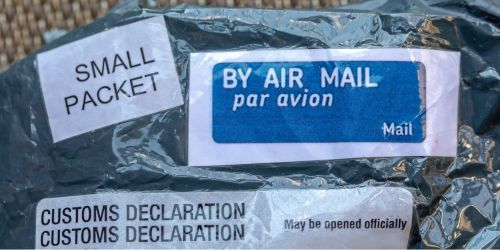 SMALL
PACKET
BY AIR MAIL
par avion
Mail
CUSTOMS DECLARATION
CUSTOMS DECLARATION
May be opened officially